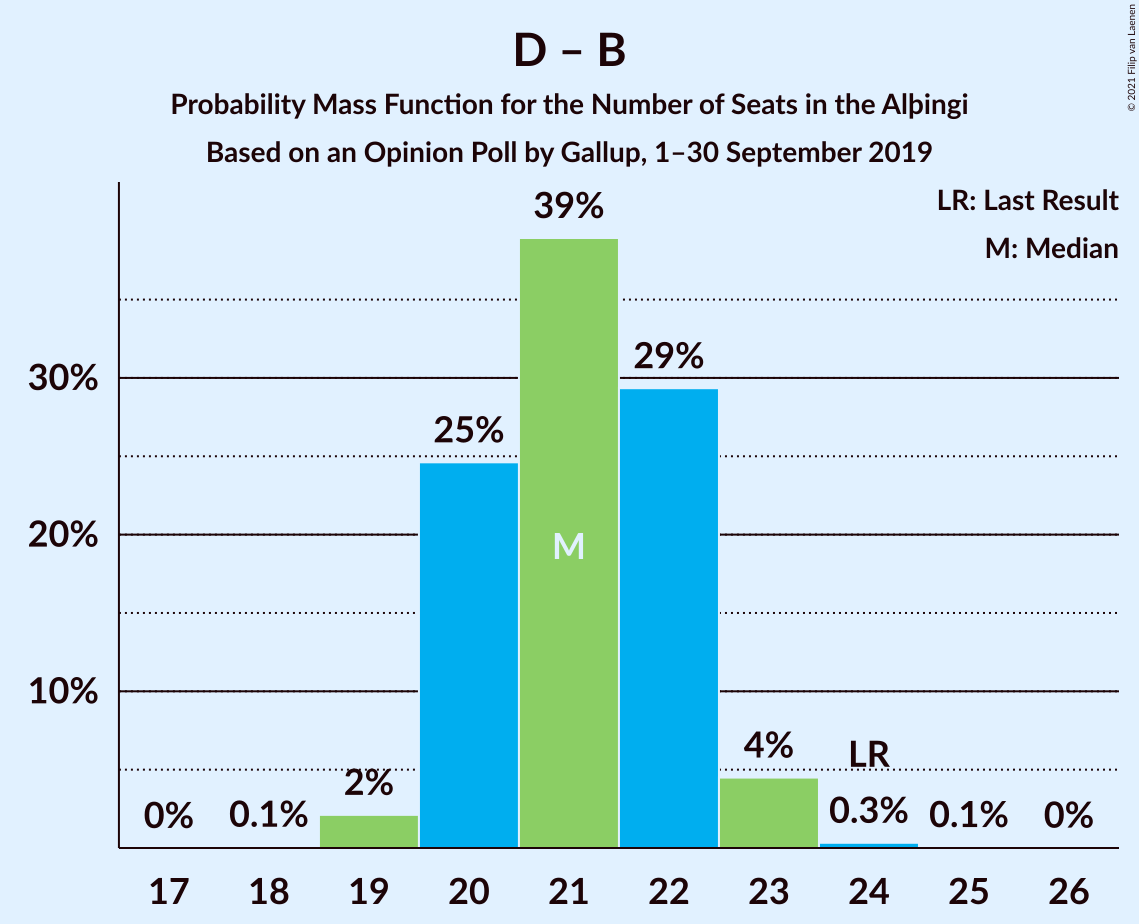 D – B
Probability Mass Function for the Number of Seats in the Alþingi
Based on an Opinion Poll by Gallup, 1–30 September 2019
© 2021 Filip van Laenen
LR: Last Result
M: Median
39%
30%
29%
25%
20%
M
10%
LR
4%
2%
0%
0.1%
0.3%
0.1%
0%
17 18 19 20 21 22 23 24 25 26